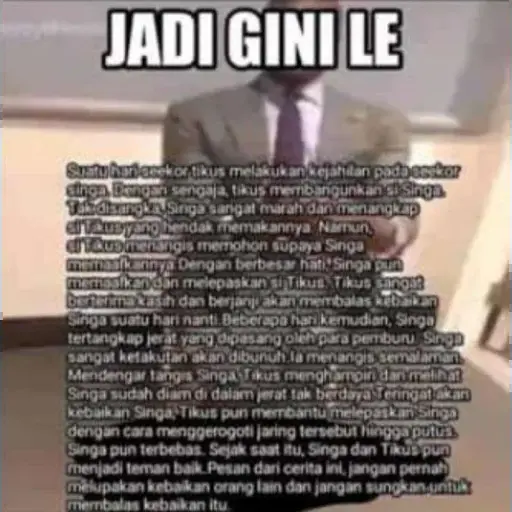 JADI GINI LE
Suatu hari seekor tikus melakukan kejahilan pada seekor
singa. Dengan sengaja, tikus membangunkan si Singa.
Tak disangka, Singa sangat marah dan menangkap
si Tikus yang hendak memakannya. Namun,
si Tikus menangis memohon supaya Singa
memaafkannya. Dengan berbesar hati, Singa pun
memaafkan dan melepaskan si Tikus. Tikus sangat
berterima kasih dan berjanji akan membalas kebaikan
Singa suatu hari nanti. Beberapa hari kemudian, Singa
tertangkap jerat yang dipasang oleh para pemburu. Singa
sangat ketakutan akan dibunuh. Ia menangis semalaman.
Mendengar tangis Singa, Tikus menghampiri dan melihat
Singa sudah diam di dalam jerat tak berdaya. Teringat akan
kebaikan Singa, Tikus pun membantu melepaskan Singa
dengan cara menggerogoti jaring tersebut hingga putus.
Singa pun terbebas. Sejak saat itu, Singa dan Tikus pun
menjadi teman baik. Pesan dari cerita ini, jangan pernah
melupakan kebaikan orang lain dan jangan sungkan untuk
membalas kebaikan itu.